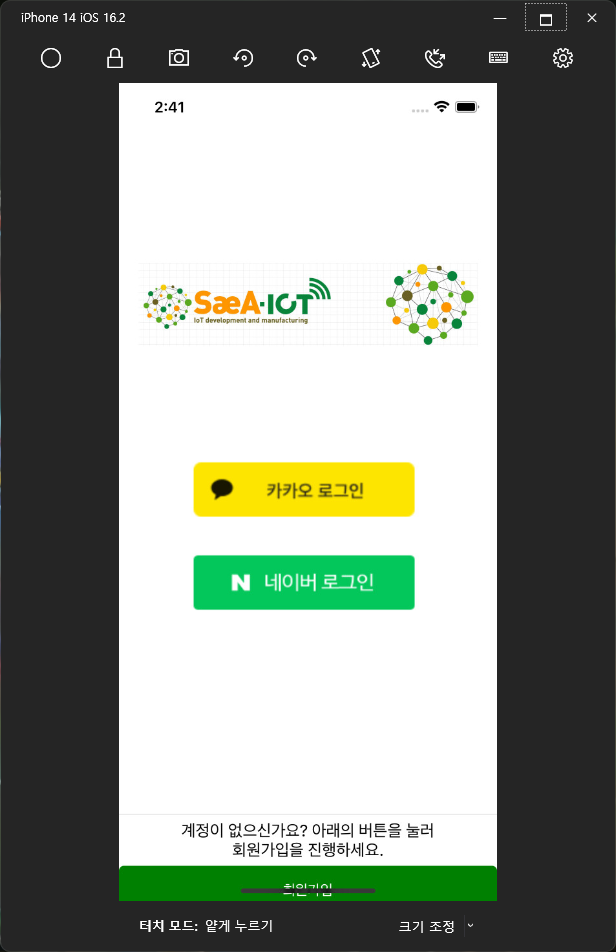 iPhone 14 iOS 16.2
2:41
SaeA·IOT
IoT development and manufacturing
카카오 로그인
N 네이버 로그인
계정이 없으신가요? 아래의 버튼을 눌러
회원가입을 진행하세요.
회원가입
터치 모드: 얕게 누르기
크기 조정